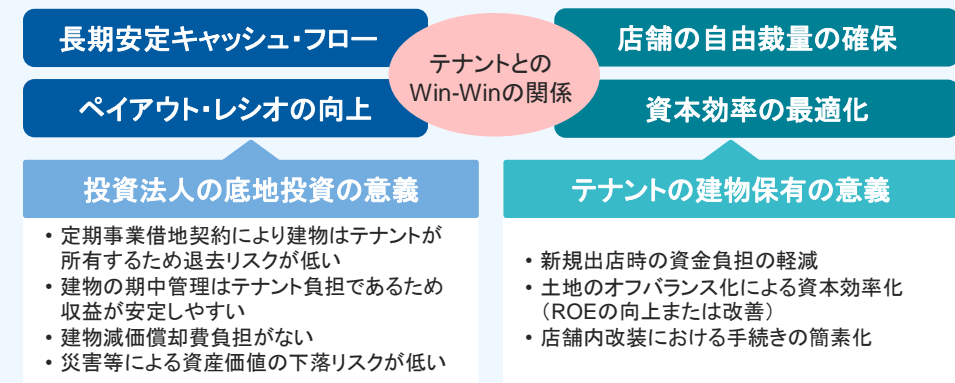 長期安定キャッシュ・フロー
ペイアウト・レシオの向上
テナントとの
Win-Winの関係
店舗の自由裁量の確保
資本効率の最適化
投資法人の底地投資の意義
• 定期事業借地契約により建物はテナントが
所有するため退去リスクが低い
• 建物の期中管理はテナント負担であるため
収益が安定しやすい
• 建物減価償却費負担がない
• 災害等による資産価値の下落リスクが低い
テナントの建物保有の意義
• 新規出店時の資金負担の軽減
• 土地のオフバランス化による資本効率化
（ROEの向上または改善）
• 店舗内改装における手続きの簡素化